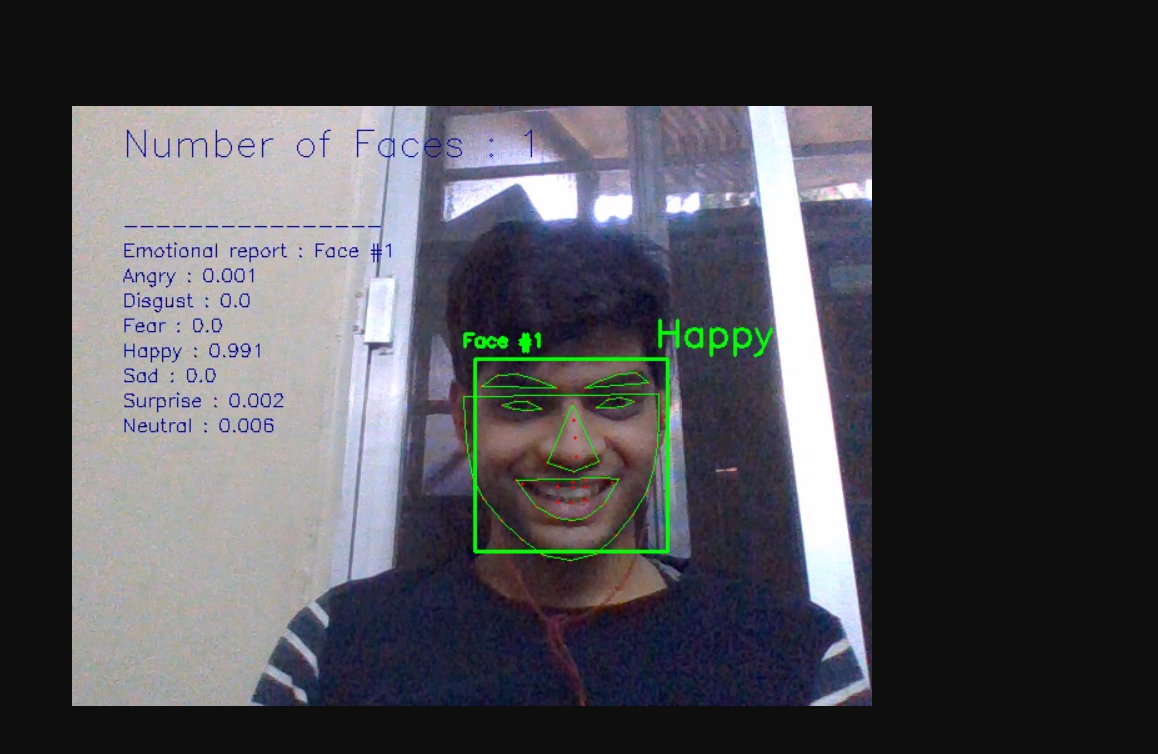 Number of Faces : 1
----------------
Emotional report : Face #1
Angry : 0.001
Disgust : 0.0
Fear : 0.0
Happy : 0.991
Sad : 0.0
Surprise : 0.002
Neutral : 0.006
Face #1
Happy